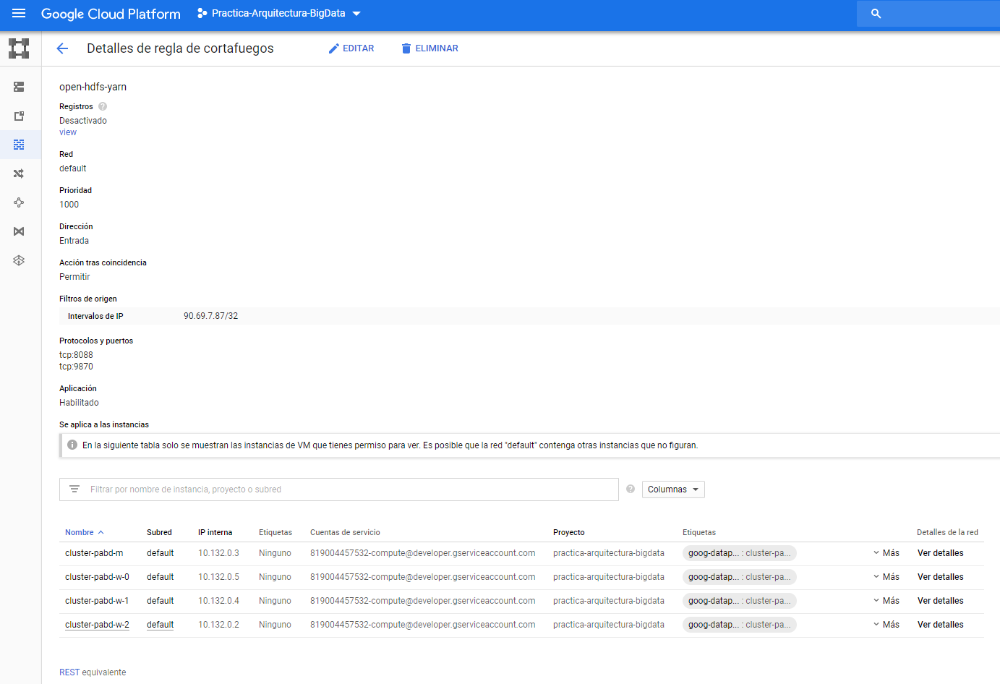 Google Cloud Platform Practica-Arquitectura-BigData
Detalles de regla de cortafuegos EDITAR ELIMINAR
open-hdfs-yarn
Registros ?
Desactivado
view
Red
default
Prioridad
1000
Dirección
Entrada
Acción tras coincidencia
Permitir
Filtros de origen
Intervalos de IP 90.69.7.87/32
Protocolos y puertos
tcp:8088
tcp:9870
Aplicación
Habilitado
Se aplica a las instancias
En la siguiente tabla solo se muestran las instancias de VM que tienes permiso para ver. Es posible que la red "default" contenga otras instancias que no figuran.
Filtrar por nombre de instancia, proyecto o subred ? Columnas
Nombre Subred IP interna Etiquetas Cuentas de servicio Proyecto Etiquetas Detalles de la red
cluster-pabd-m default 10.132.0.3 Ninguno 819004457532-compute@developer.gserviceaccount.com practica-arquitectura-bigdata goog-datap... : cluster-pa... Más Ver detalles
cluster-pabd-w-0 default 10.132.0.5 Ninguno 819004457532-compute@developer.gserviceaccount.com practica-arquitectura-bigdata goog-datap... : cluster-pa... Más Ver detalles
cluster-pabd-w-1 default 10.132.0.4 Ninguno 819004457532-compute@developer.gserviceaccount.com practica-arquitectura-bigdata goog-datap... : cluster-pa... Más Ver detalles
cluster-pabd-w-2 default 10.132.0.2 Ninguno 819004457532-compute@developer.gserviceaccount.com practica-arquitectura-bigdata goog-datap... : cluster-pa... Más Ver detalles
REST equivalente